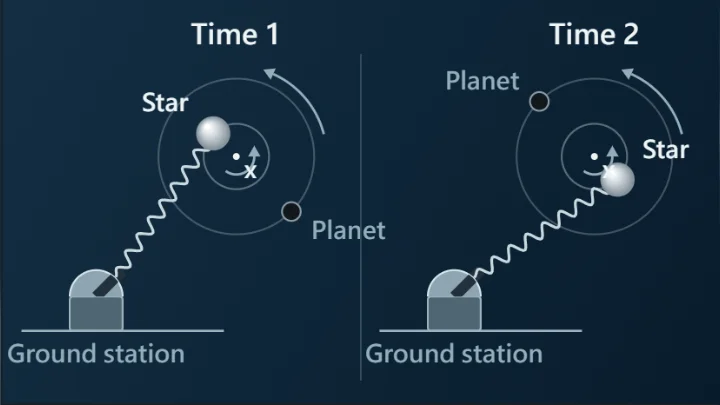 Time 1
Star
x
Planet
Ground station
Time 2
Planet
Star
x
Ground station